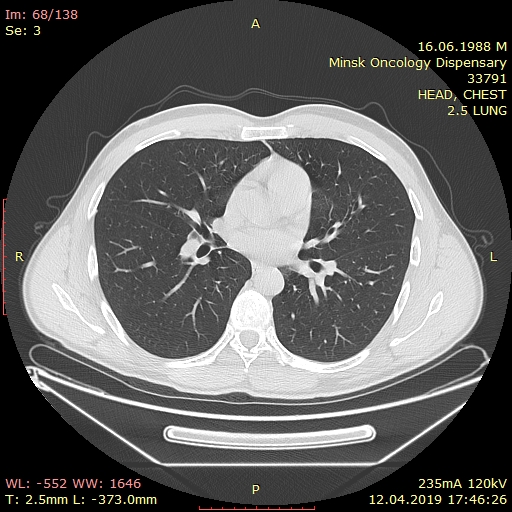 Im: 68/138
Se: 3
A
16.06.1988 M
Minsk Oncology Dispensary
33791
HEAD, CHEST
2.5 LUNG
R
L
WL: -552 WW: 1646
T: 2.5mm L: -373.0mm
P
235mA 120kV
12.04.2019 17:46:26